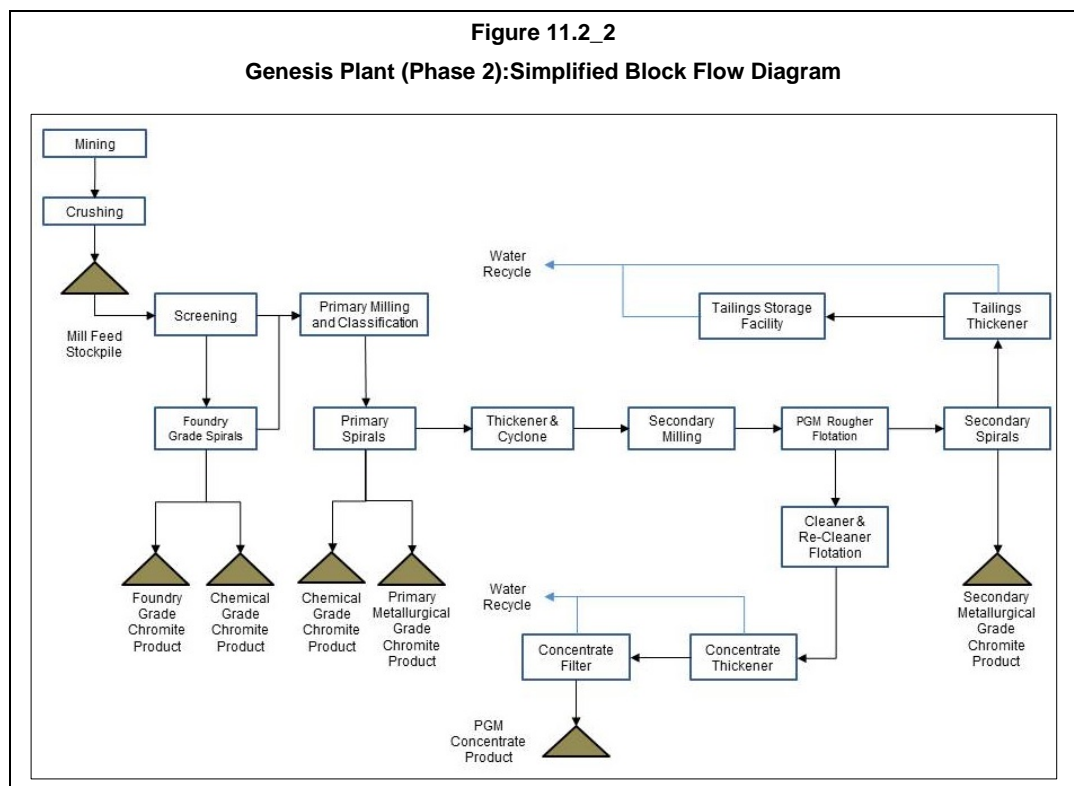 Figure 11.2_2
Genesis Plant (Phase 2):Simplified Block Flow Diagram
Mining
Crushing
Mill Feed
Stockpile
Screening
Primary Milling
and Classification
Foundry
Grade Spirals
Primary
Spirals
Thickener &
Cyclone
Secondary
Milling
PGM Rougher
Flotation
Secondary
Spirals
Water
Recycle
Tailings Storage
Facility
Tailings
Thickener
Cleaner &
Re-Cleaner
Flotation
Foundry
Grade
Chromite
Product
Chemical
Grade
Chromite
Product
Chemical
Grade
Chromite
Product
Primary
Metallurgical
Grade
Chromite
Product
Water
Recycle
Concentrate
Filter
Concentrate
Thickener
Secondary
Metallurgical
Grade
Chromite
Product
PGM
Concentrate
Product